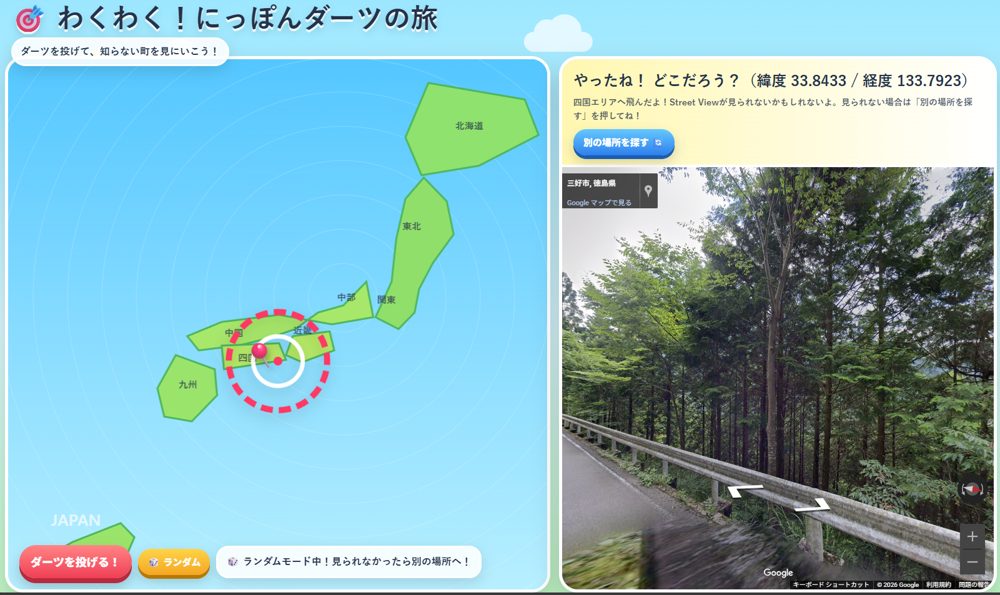 わくわく！にっぽんダーツの旅
ダーツを投げて、知らない町を見にいこう！
北海道
東北
中部
関東
中国
近畿
四国
九州
JAPAN
ダーツを投げる！
ランダム
ランダムモード中！見られなかったら別の場所へ！
やったね！ どこだろう？（緯度 33.8433 / 経度 133.7923）
四国エリアへ飛んだよ！Street Viewが見られないかもしれないよ。見られない場合は「別の場所を探
す」を押してね！
別の場所を探す
三好市, 徳島県
Google マップで見る
Google
キーボード ショートカット
© 2026 Google
利用規約
問題の報告